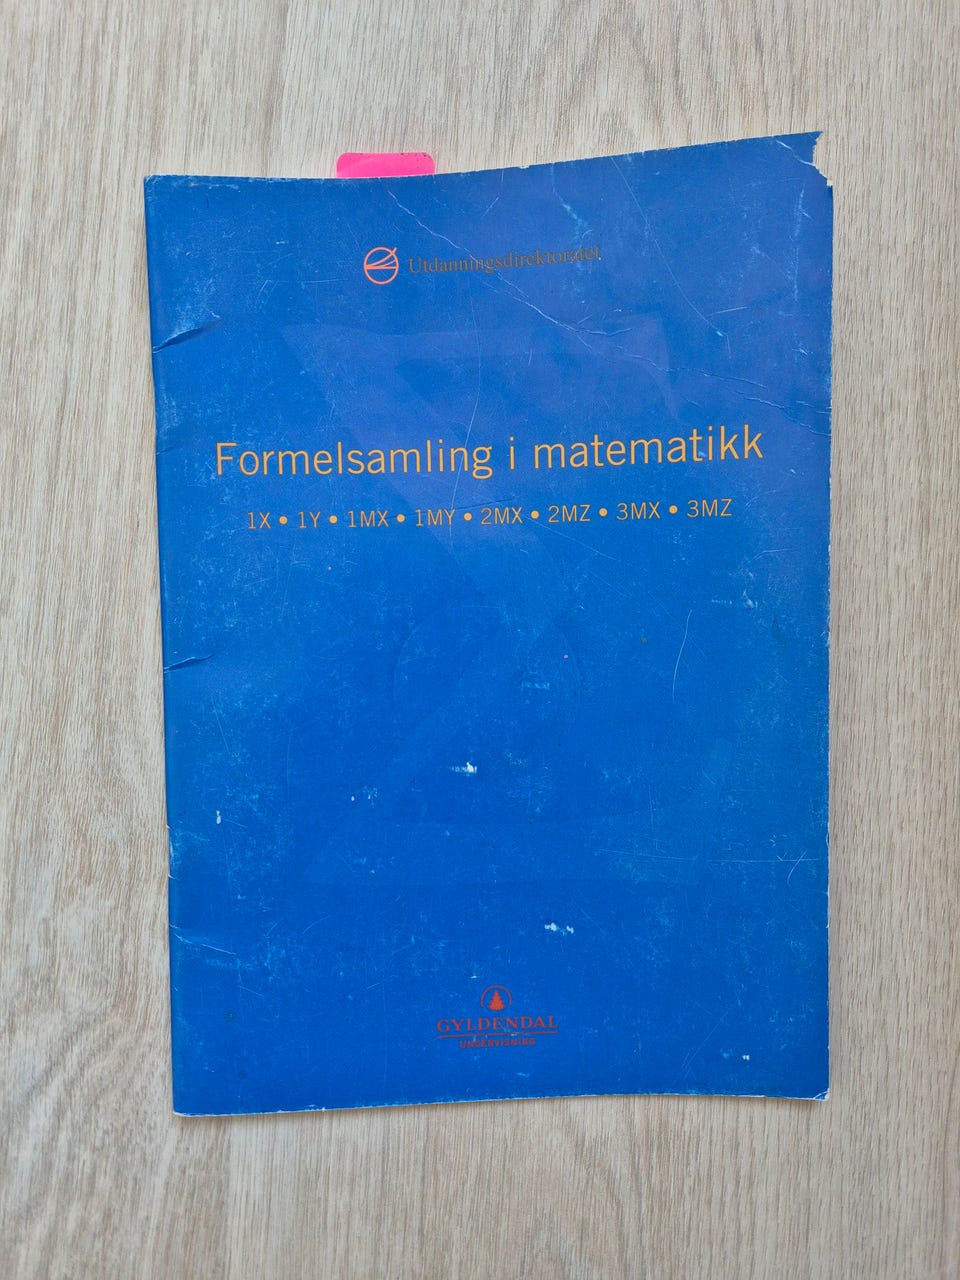 Utdanningsdirektoratet
Formelsamling i matematikk
1X • 1Y • 1MX • 1MY • 2MX • 2MZ • 3MX • 3MZ
GYLDENDAL
UNDERVISNING